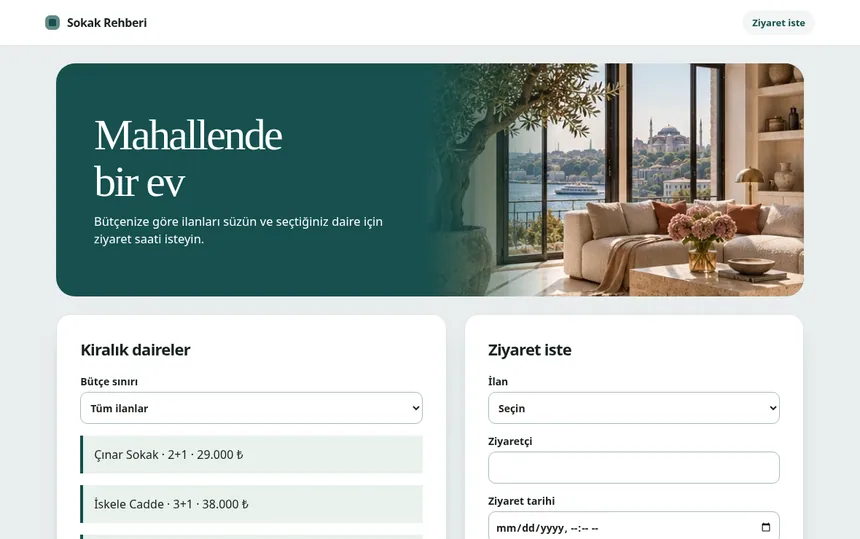 Sokak Rehberi
Ziyaret iste
Mahallende
bir ev
Bütçenize göre ilanları süzün ve seçtiğiniz daire için
ziyaret saati isteyin.
Kiralık daireler
Bütçe sınırı
Tüm ilanlar
Çınar Sokak · 2+1 · 29.000 ₺
İskele Cadde · 3+1 · 38.000 ₺
Ziyaret iste
İlan
Seçin
Ziyaretçi
Ziyaret tarihi
mm/dd/yyyy, --:-- --